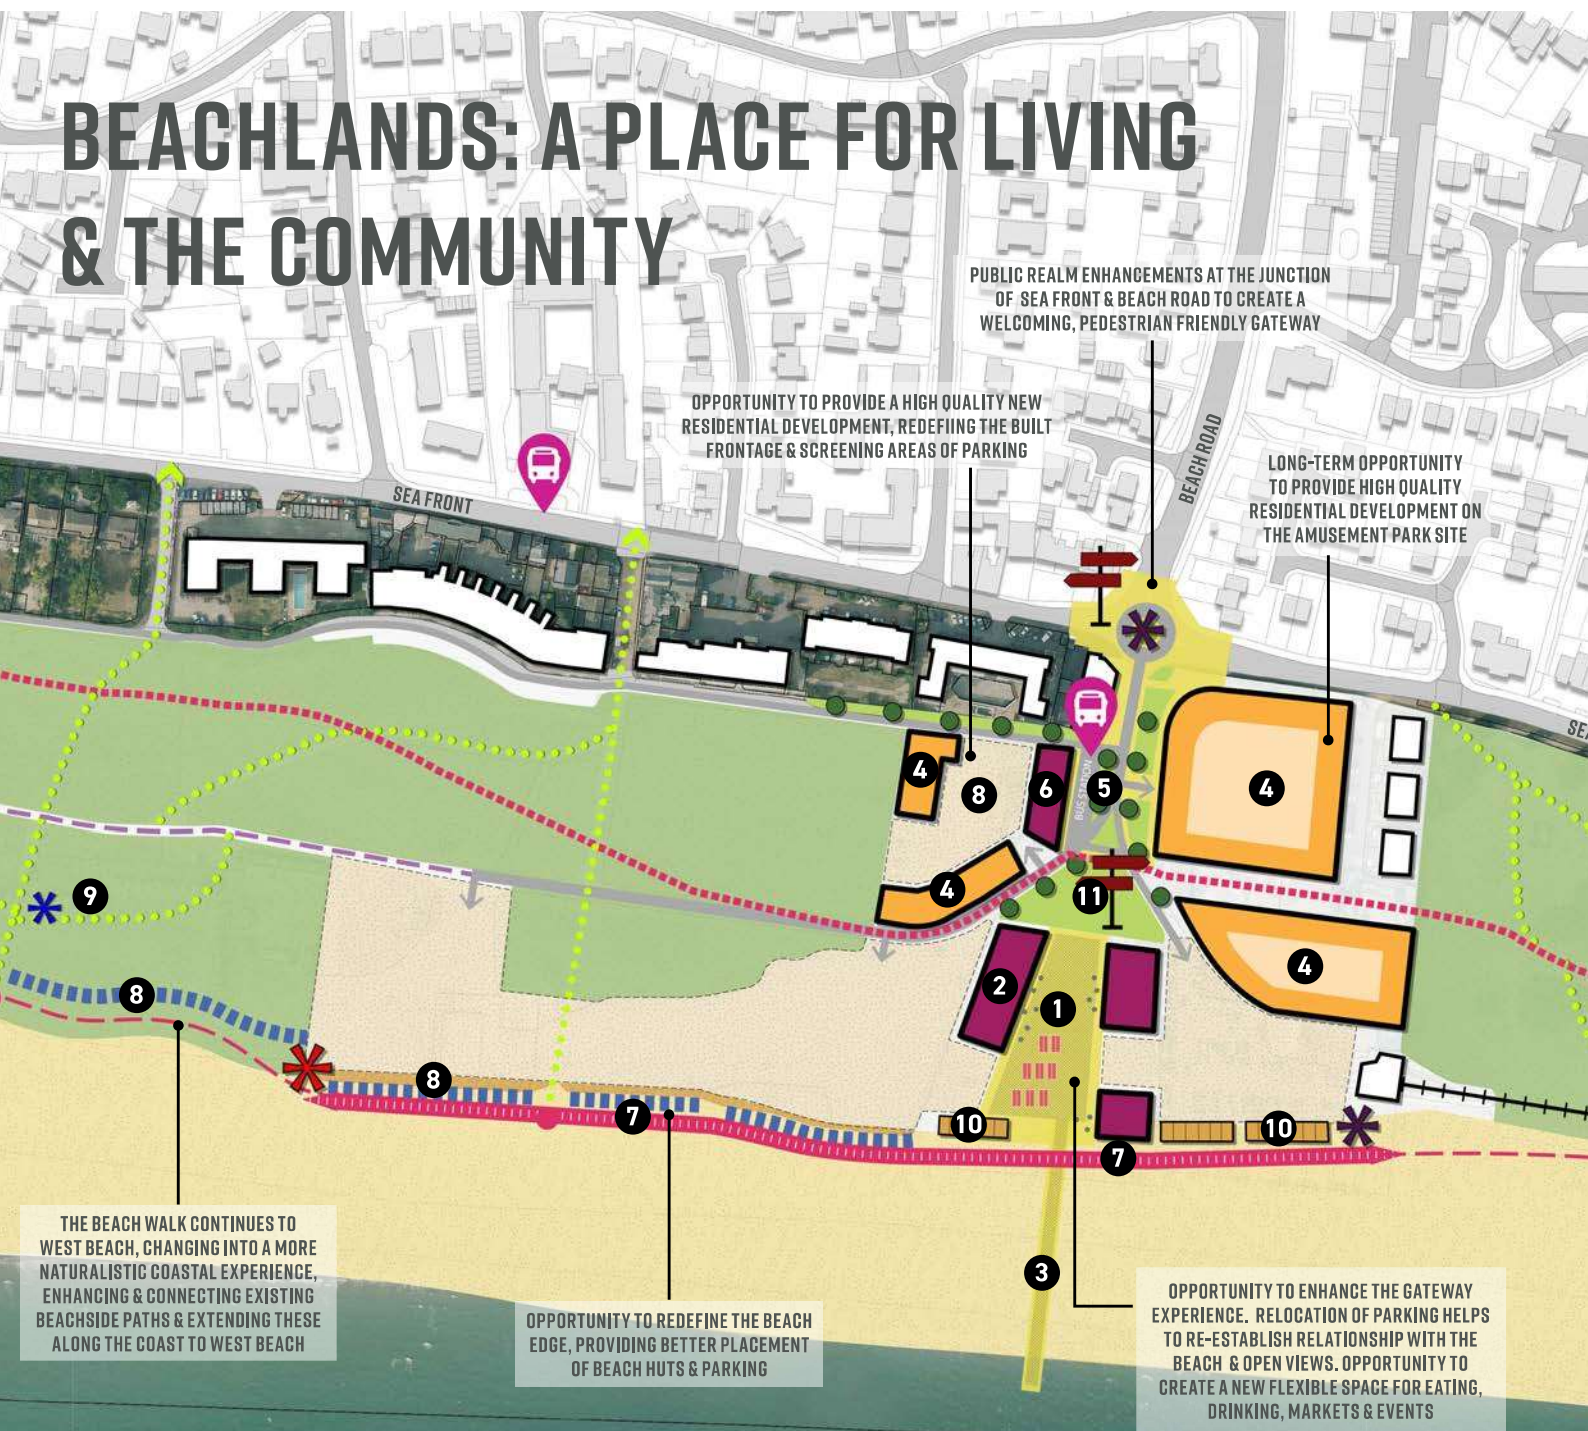 BEACHLANDS: A PLACE FOR LIVING
& THE COMMUNITY
PUBLIC REALM ENHANCEMENTS AT THE JUNCTION
OF SEA FRONT & BEACH ROAD TO CREATE A
WELCOMING, PEDESTRIAN FRIENDLY GATEWAY
OPPORTUNITY TO PROVIDE A HIGH QUALITY NEW
RESIDENTIAL DEVELOPMENT, REDEFIING THE BUILT
FRONTAGE & SCREENING AREAS OF PARKING
BEACH ROAD
LONG-TERM OPPORTUNITY
TO PROVIDE HIGH QUALITY
RESIDENTIAL DEVELOPMENT ON
THE AMUSEMENT PARK SITE
SEA FRONT
SEA
4
8
6
BUS STATION
5
4
9
4
11
4
2
1
8
8
7
10
10
7
3
THE BEACH WALK CONTINUES TO
WEST BEACH, CHANGING INTO A MORE
NATURALISTIC COASTAL EXPERIENCE,
ENHANCING & CONNECTING EXISTING
BEACHSIDE PATHS & EXTENDING THESE
ALONG THE COAST TO WEST BEACH
OPPORTUNITY TO REDEFINE THE BEACH
EDGE, PROVIDING BETTER PLACEMENT
OF BEACH HUTS & PARKING
OPPORTUNITY TO ENHANCE THE GATEWAY
EXPERIENCE. RELOCATION OF PARKING HELPS
TO RE-ESTABLISH RELATIONSHIP WITH THE
BEACH & OPEN VIEWS. OPPORTUNITY TO
CREATE A NEW FLEXIBLE SPACE FOR EATING,
DRINKING, MARKETS & EVENTS